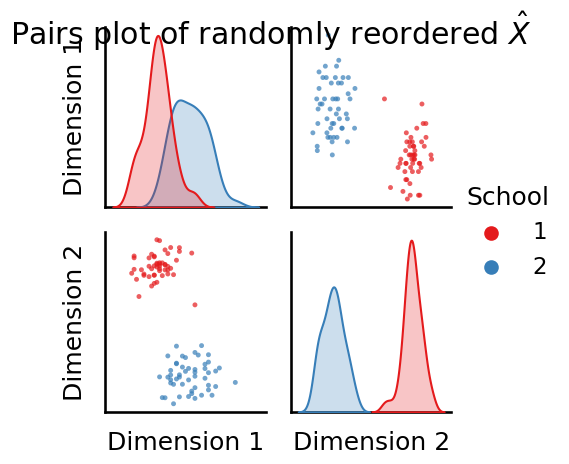 Pairs plot of randomly reordered X̂
Dimension 1
School
1
2
Dimension 2
Dimension 1
Dimension 2